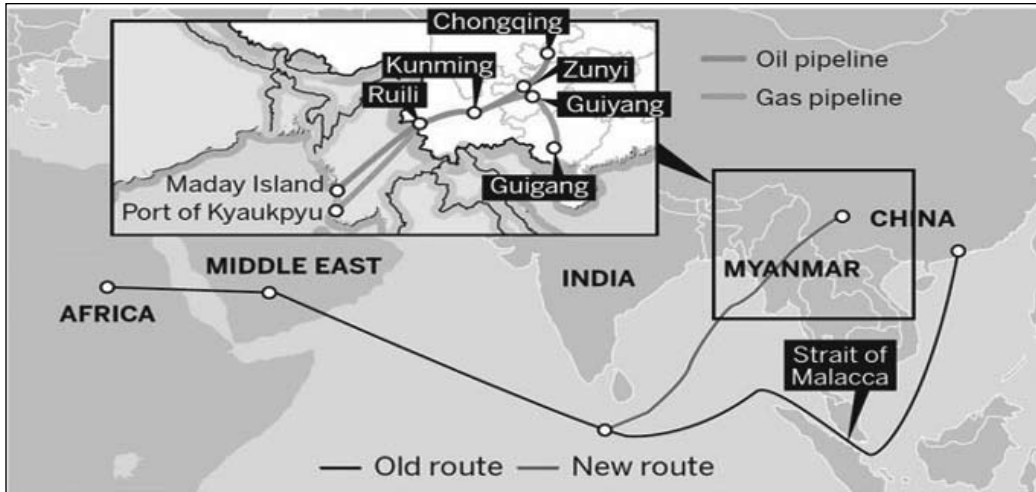 Chongqing
Kunming
Zunyi
Ruili
Guiyang
Maday Island
Port of Kyaukpyu
Guigang
Oil pipeline
Gas pipeline
CHINA
MIDDLE EAST
INDIA
MYANMAR
AFRICA
Strait of
Malacca
Old route
New route